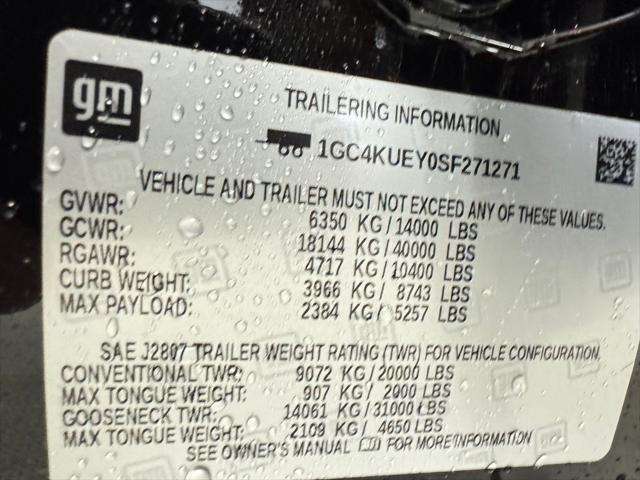 gm
TRAILERING INFORMATION
1GC4KUEY0SF271271
VEHICLE AND TRAILER MUST NOT EXCEED ANY OF THESE VALUES.
GVWR: 6350 KG/14000 LBS
GCWR: 18144 KG/40000 LBS
RGAWR: 4717 KG/10400 LBS
CURB WEIGHT: 3966 KG/ 8743 LBS
MAX PAYLOAD: 2384 KG/ 5257 LBS
SAE J2807 TRAILER WEIGHT RATING (TWR) FOR VEHICLE CONFIGURATION.
CONVENTIONAL TWR: 9072 KG/20000 LBS
MAX TONGUE WEIGHT: 907 KG/ 2000 LBS
GOOSENECK TWR: 14061 KG/31000 LBS
MAX TONGUE WEIGHT: 2109 KG/ 4650 LBS
SEE OWNER'S MANUAL FOR MORE INFORMATION